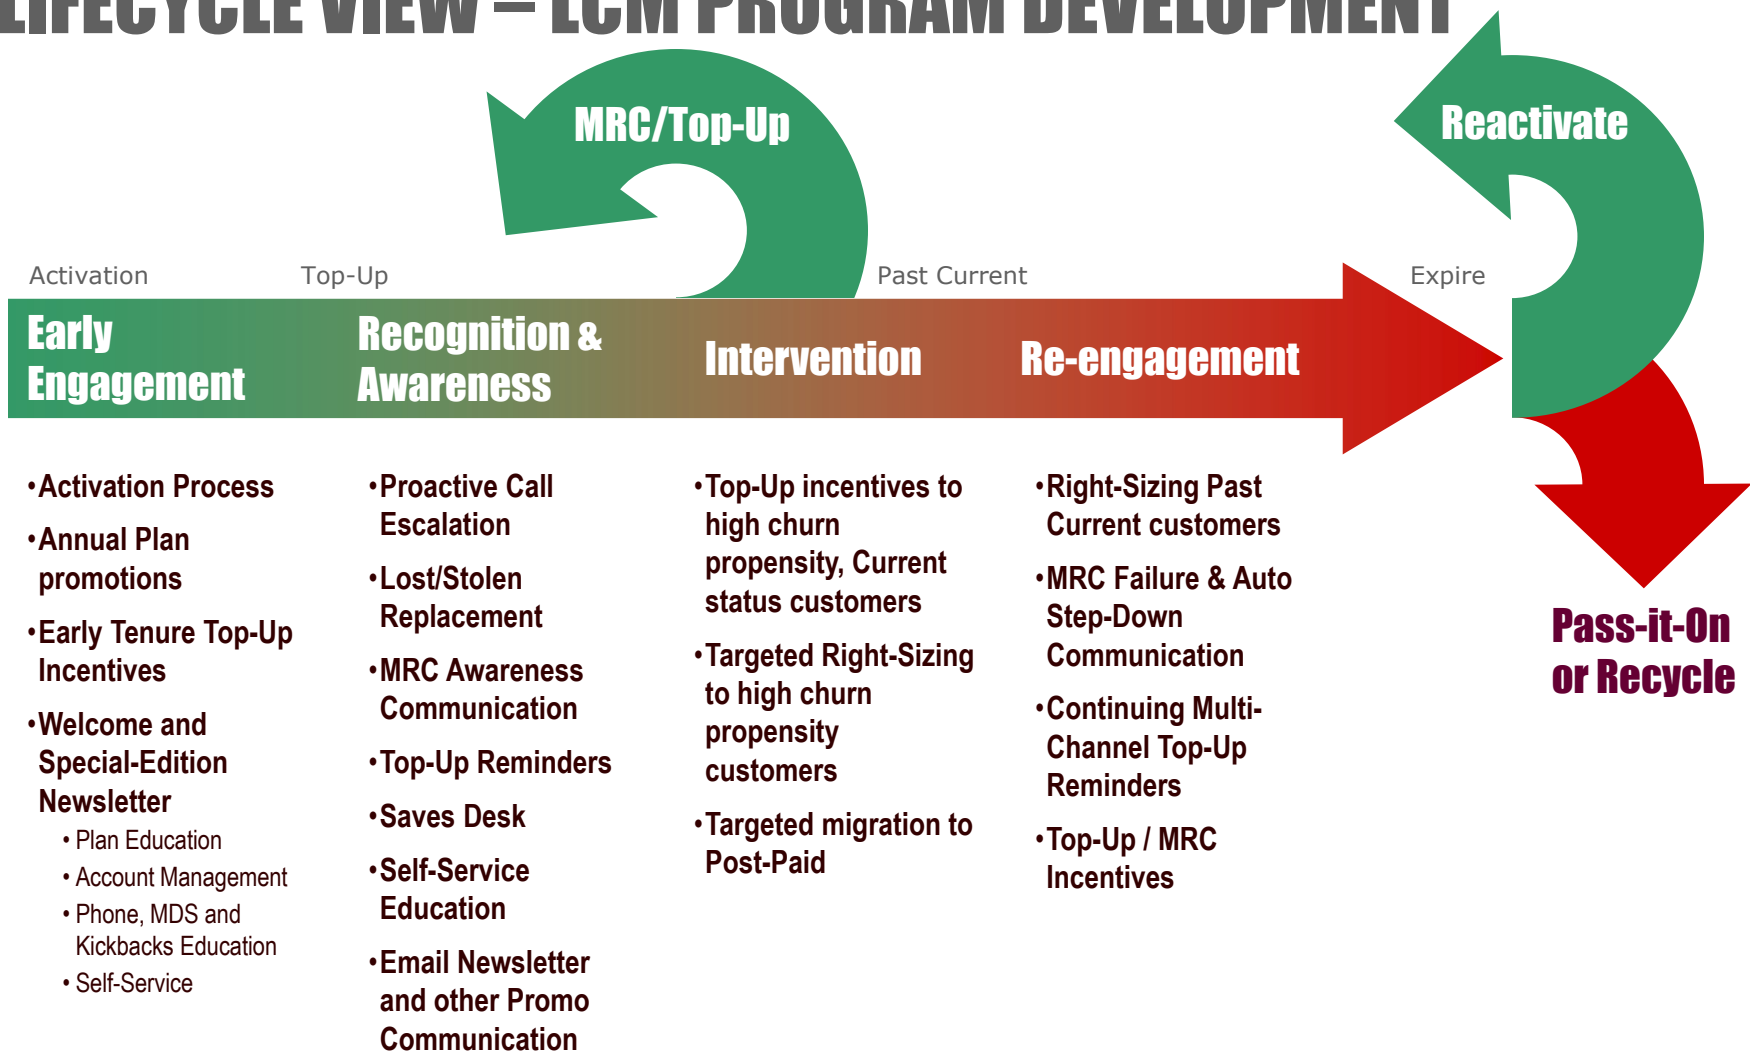 LIFECYCLE VIEW – LCM PROGRAM DEVELOPMENT
MRC/Top-Up
Reactivate
Activation
Top-Up
Past Current
Expire
Early
Engagement
Recognition &
Awareness
Intervention
Re-engagement
•Activation Process
•Annual Plan
promotions
•Early Tenure Top-Up
Incentives
•Welcome and
Special-Edition
Newsletter
• Plan Education
• Account Management
• Phone, MDS and
Kickbacks Education
• Self-Service
•Proactive Call
Escalation
•Lost/Stolen
Replacement
•MRC Awareness
Communication
•Top-Up Reminders
•Saves Desk
•Self-Service
Education
•Email Newsletter
and other Promo
Communication
•Top-Up incentives to
high churn
propensity, Current
status customers
•Targeted Right-Sizing
to high churn
propensity
customers
•Targeted migration to
Post-Paid
•Right-Sizing Past
Current customers
•MRC Failure & Auto
Step-Down
Communication
•Continuing Multi-
Channel Top-Up
Reminders
•Top-Up / MRC
Incentives
Pass-it-On
or Recycle